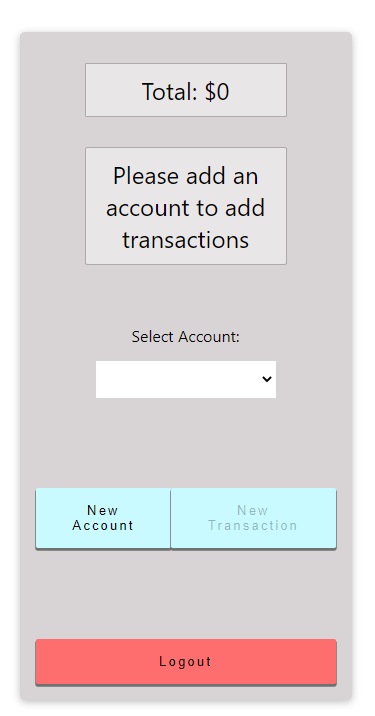 Total: $0
Please add an
account to add
transactions
Select Account:
New
Account
New
Transaction
Logout